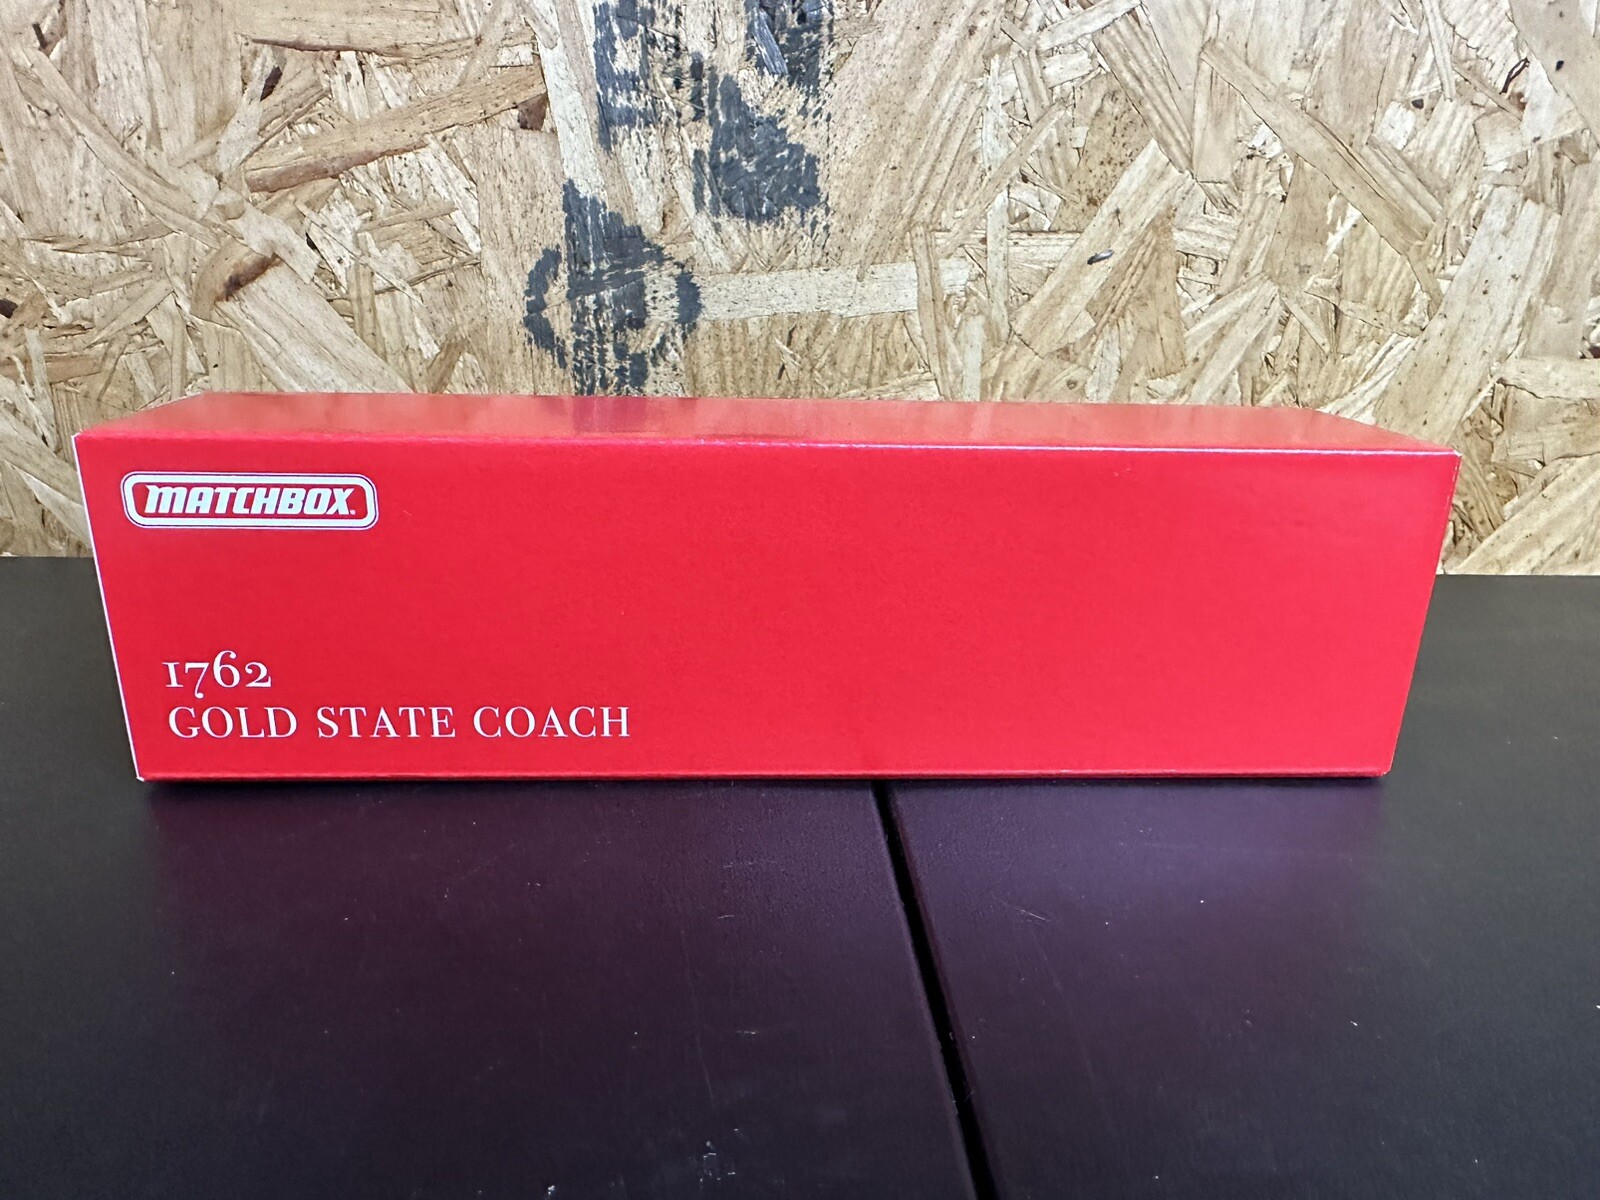 MATCHBOX
1762
GOLD STATE COACH